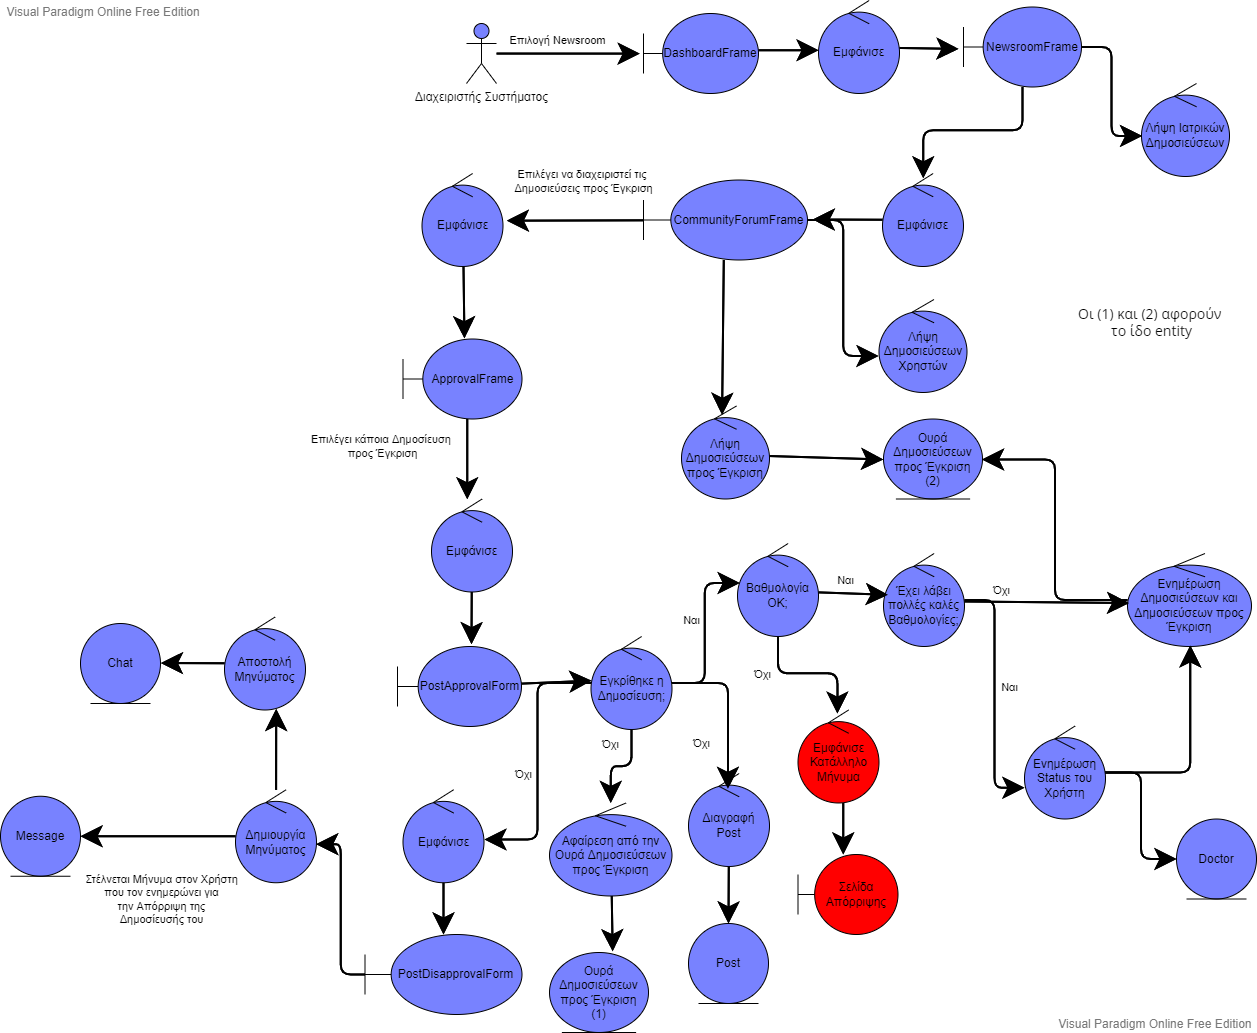 Visual Paradigm Online Free Edition
Επιλογή Newsroom
Διαχειριστής Συστήματος
DashboardFrame
Εμφάνισε
NewsroomFrame
Λήψη Ιατρικών
Δημοσιεύσεων
Επιλέγει να διαχειριστεί τις
Δημοσιεύσεις προς Έγκριση
Εμφάνισε
CommunityForumFrame
Εμφάνισε
Λήψη
Δημοσιεύσεων
Χρηστών
Οι (1) και (2) αφορούν
το ίδο entity
ApprovalFrame
Επιλέγει κάποια Δημοσίευση
προς Έγκριση
Λήψη
Δημοσιεύσεων
προς Έγκριση
Ουρά
Δημοσιεύσεων
προς Έγκριση
(2)
Εμφάνισε
Βαθμολογία
ΟΚ;
Ναι
Έχει λάβει
πολλές καλές
Βαθμολογίες;
Όχι
Ενημέρωση
Δημοσιεύσεων και
Δημοσιεύσεων προς
Έγκριση
Ναι
Chat
Αποστολή
Μηνύματος
PostApprovalForm
Εγκρίθηκε η
Δημοσίευση;
Όχι
Ναι
Όχι
Όχι
Όχι
Εμφάνισε
Κατάλληλο
Μήνυμα
Ενημέρωση
Status του
Χρήστη
Message
Δημιουργία
Μηνύματος
Εμφάνισε
Αφαίρεση από την
Ουρά Δημοσιεύσεων
προς Έγκριση
Διαγραφή
Post
Doctor
Στέλνεται Μήνυμα στον Χρήστη
που τον ενημερώνει για
την Απόρριψη της
Δημοσίευσής του
Σελίδα
Απόρριψης
PostDisapprovalForm
Ουρά
Δημοσιεύσεων
προς Έγκριση
(1)
Post
Visual Paradigm Online Free Edition